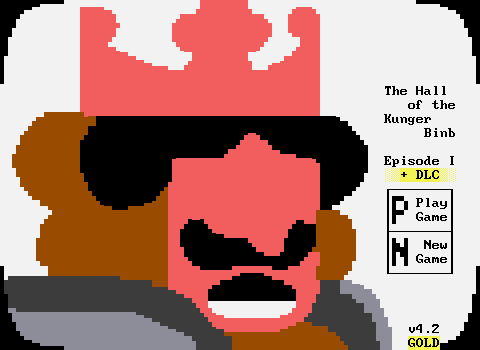 The Hall
of the
Kunger
Binb
Episode I
+ DLC
P Play
Game
N New
Game
v4.2
GOLD